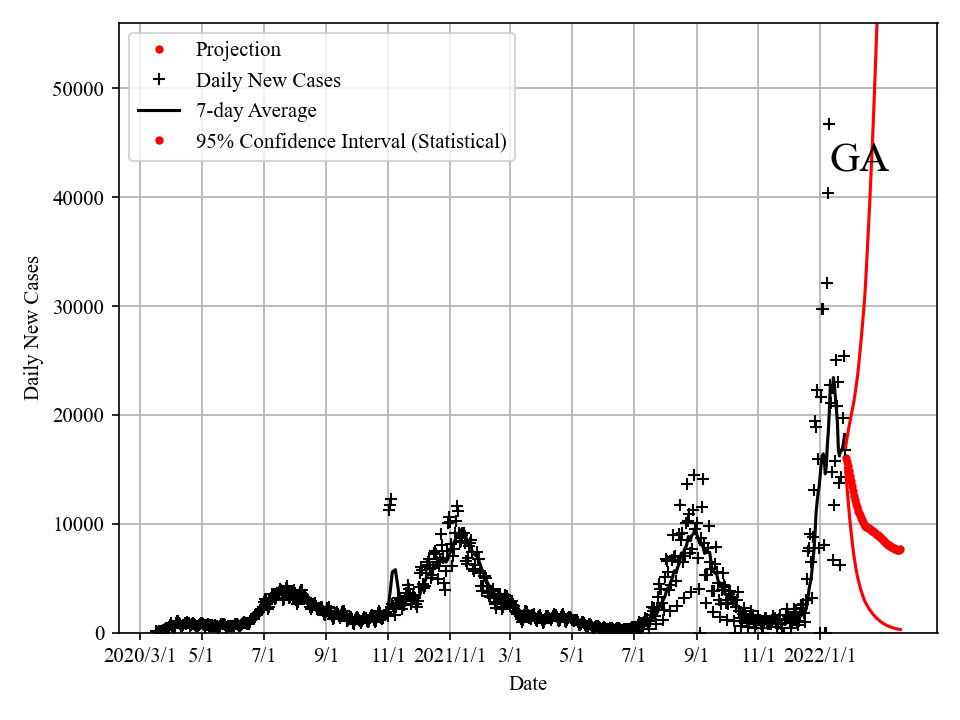 Projection
Daily New Cases
7-day Average
95% Confidence Interval (Statistical)
GA
50000
40000
30000
20000
10000
0
Daily New Cases
2020/3/1 5/1 7/1 9/1 11/1 2021/1/1 3/1 5/1 7/1 9/1 11/1 2022/1/1
Date